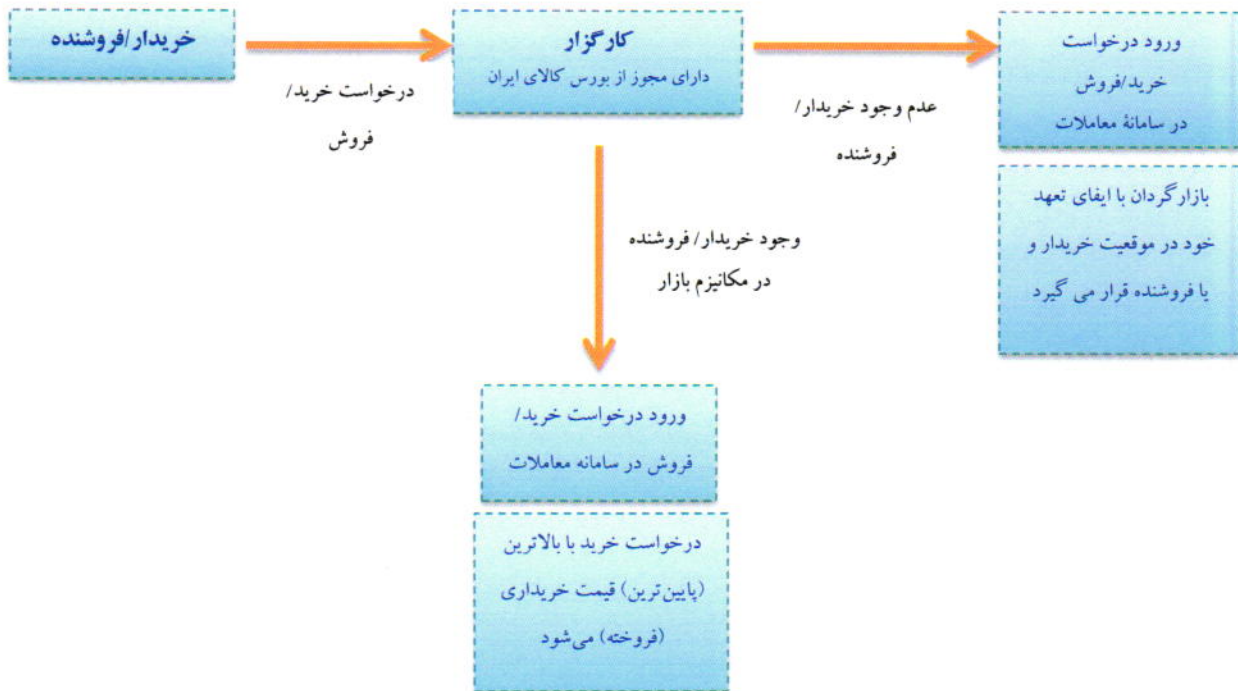 خریدار/فروشنده
درخواست خرید/
فروش
کارگزار
دارای مجوز از بورس کالای ایران
عدم وجود خریدار/
فروشنده
ورود درخواست
خرید/فروش
در سامانهٔ معاملات
بازارگردان با ایفای تعهد
خود در موقعیت خریدار و
یا فروشنده قرار می گیرد
وجود خریدار/ فروشنده
در مکانیزم بازار
ورود درخواست خرید/
فروش در سامانه معاملات
درخواست خرید با بالاترین
(پایین‌ترین) قیمت خریداری
(فروخته) می‌شود